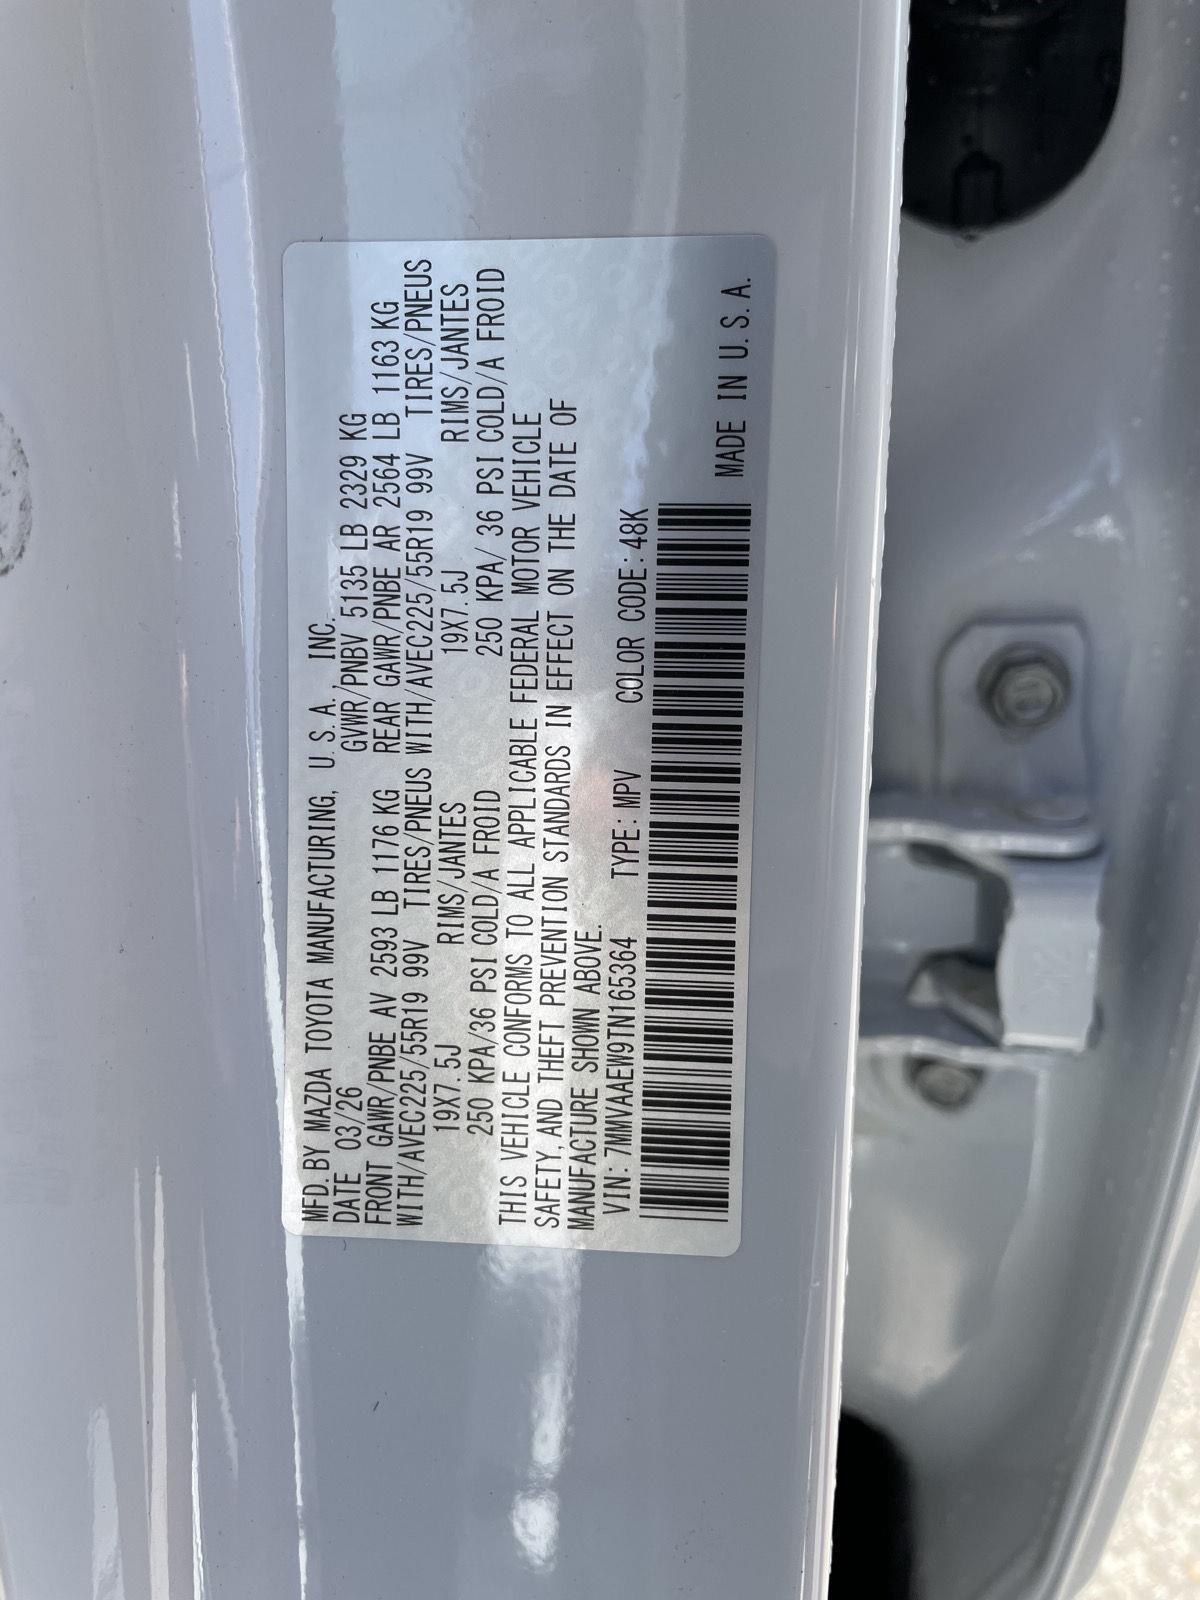 MFD. BY MAZDA TOYOTA MANUFACTURING, U.S.A., INC.
DATE 03/26 GVWR/PNBV 5135 LB 2329 KG
FRONT GAWR/PNBE AV 2593 LB 1176 KG REAR GAWR/PNBE AR 2564 LB 1163 KG
WITH/AVEC225/55R19 99V TIRES/PNEUS WITH/AVEC225/55R19 99V TIRES/PNEUS
19X7.5J RIMS/JANTES 19X7.5J RIMS/JANTES
250 KPA/36 PSI COLD/A FROID 250 KPA/ 36 PSI COLD/A FROID
THIS VEHICLE CONFORMS TO ALL APPLICABLE FEDERAL MOTOR VEHICLE
SAFETY, AND THEFT PREVENTION STANDARDS IN EFFECT ON THE DATE OF
MANUFACTURE SHOWN ABOVE.
VIN: 7MMVAAEW9TN165364 TYPE: MPV COLOR CODE: 48K
MADE IN U.S.A.